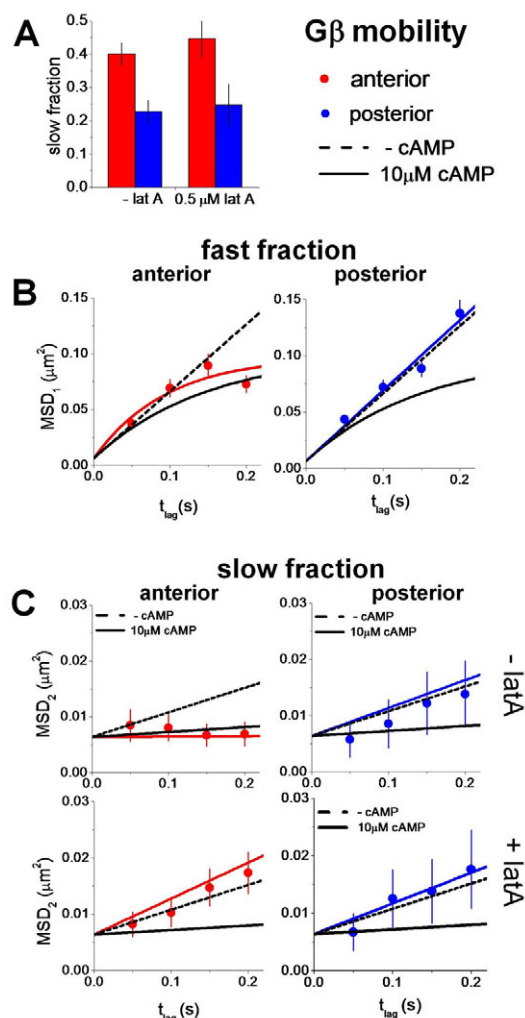 A
Gβ mobility
slow fraction
0.5
0.4
0.3
0.2
0.1
0.0
- lat A
0.5 μM lat A
anterior
posterior
- cAMP
10μM cAMP
fast fraction
B
anterior
posterior
MSD₁ (μm²)
0.15
0.10
0.05
0.00
0.0 0.1 0.2
t_lag(s)
0.15
0.10
0.05
0.00
0.0 0.1 0.2
t_lag(s)
slow fraction
C
anterior
posterior
MSD₂ (μm²)
0.03
0.02
0.01
0.00
0.0 0.1 0.2
- cAMP
10μM cAMP
0.03
0.02
0.01
0.00
0.0 0.1 0.2
- cAMP
10μM cAMP
- latA
MSD₂ (μm²)
0.03
0.02
0.01
0.00
0.0 0.1 0.2
t_lag(s)
0.03
0.02
0.01
0.00
0.0 0.1 0.2
t_lag(s)
- cAMP
10μM cAMP
+ latA